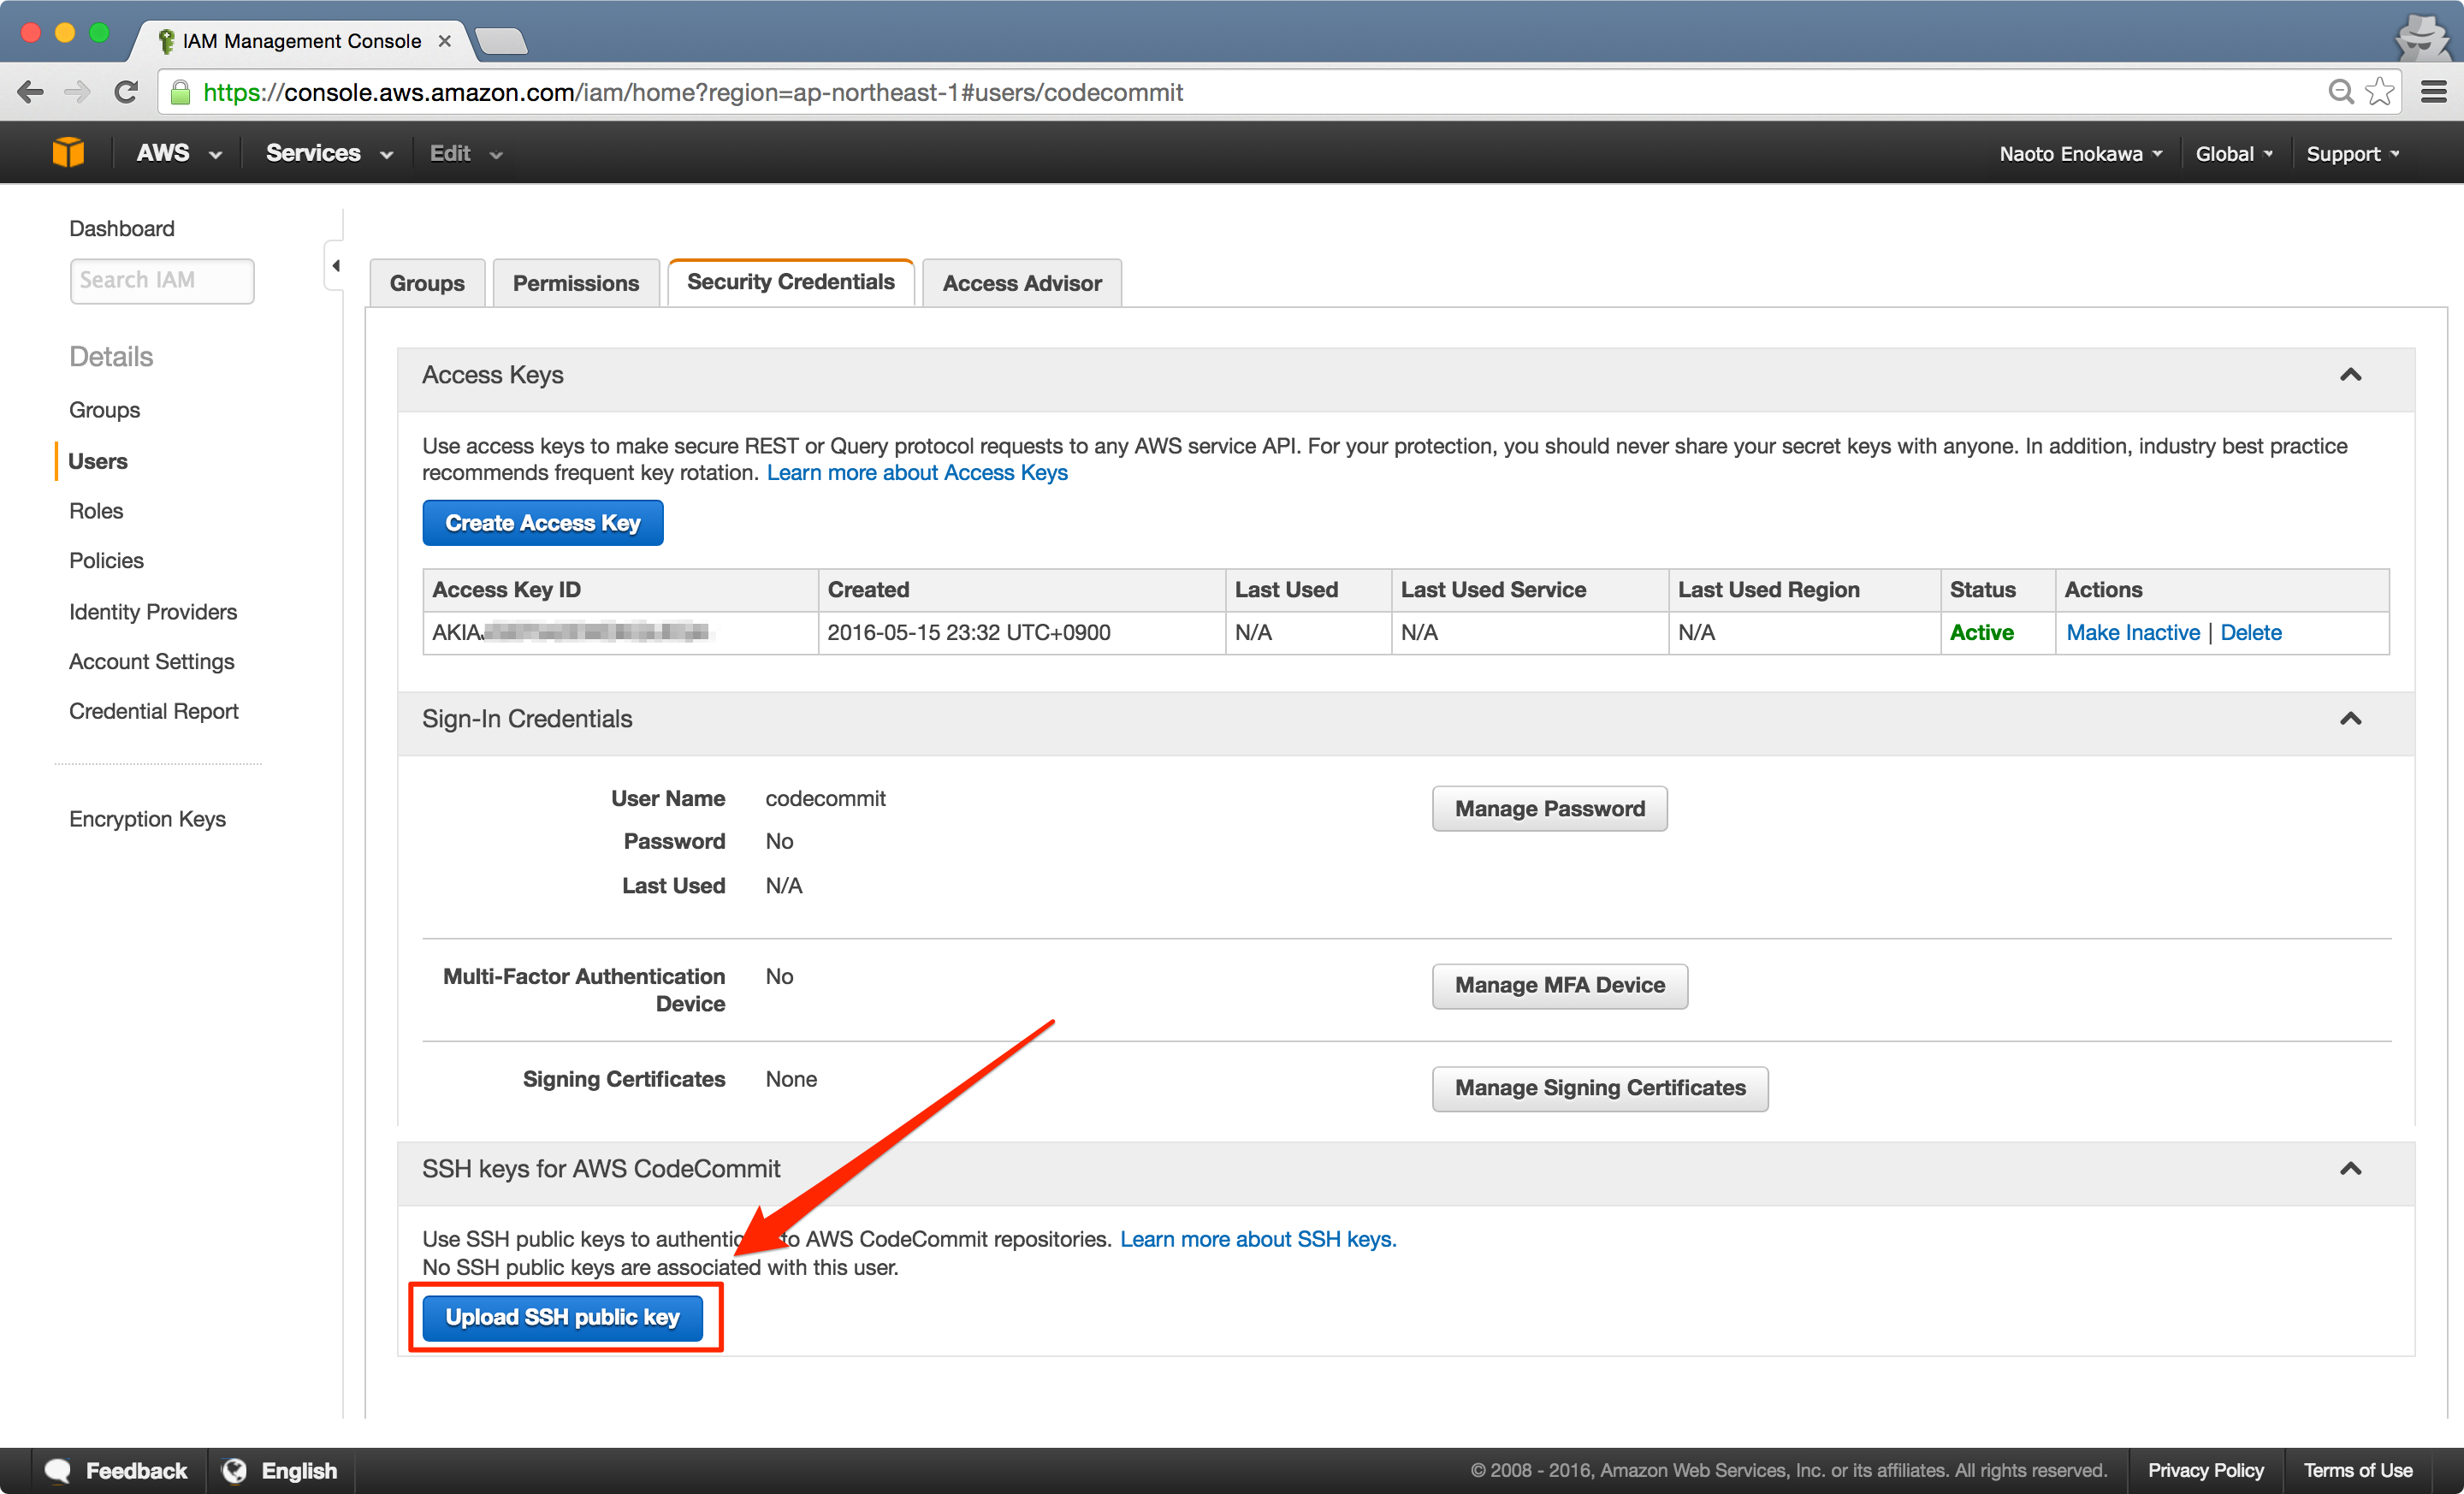 IAM Management Console
https://console.aws.amazon.com/iam/home?region=ap-northeast-1#users/codecommit
AWS Services Edit Naoto Enokawa Global Support
Dashboard
Search IAM
Details
Groups
Users
Roles
Policies
Identity Providers
Account Settings
Credential Report
Encryption Keys
Groups Permissions Security Credentials Access Advisor
Access Keys
Use access keys to make secure REST or Query protocol requests to any AWS service API. For your protection, you should never share your secret keys with anyone. In addition, industry best practice
recommends frequent key rotation. Learn more about Access Keys
Create Access Key
Access Key ID Created Last Used Last Used Service Last Used Region Status Actions
AKIA 2016-05-15 23:32 UTC+0900 N/A N/A N/A Active Make Inactive | Delete
Sign-In Credentials
User Name codecommit Manage Password
Password No
Last Used N/A
Multi-Factor Authentication No
Device
Manage MFA Device
Signing Certificates None Manage Signing Certificates
SSH keys for AWS CodeCommit
Use SSH public keys to authentic to AWS CodeCommit repositories. Learn more about SSH keys.
No SSH public keys are associated with this user.
Upload SSH public key
Feedback English © 2008 - 2016, Amazon Web Services, Inc. or its affiliates. All rights reserved. Privacy Policy Terms of Use